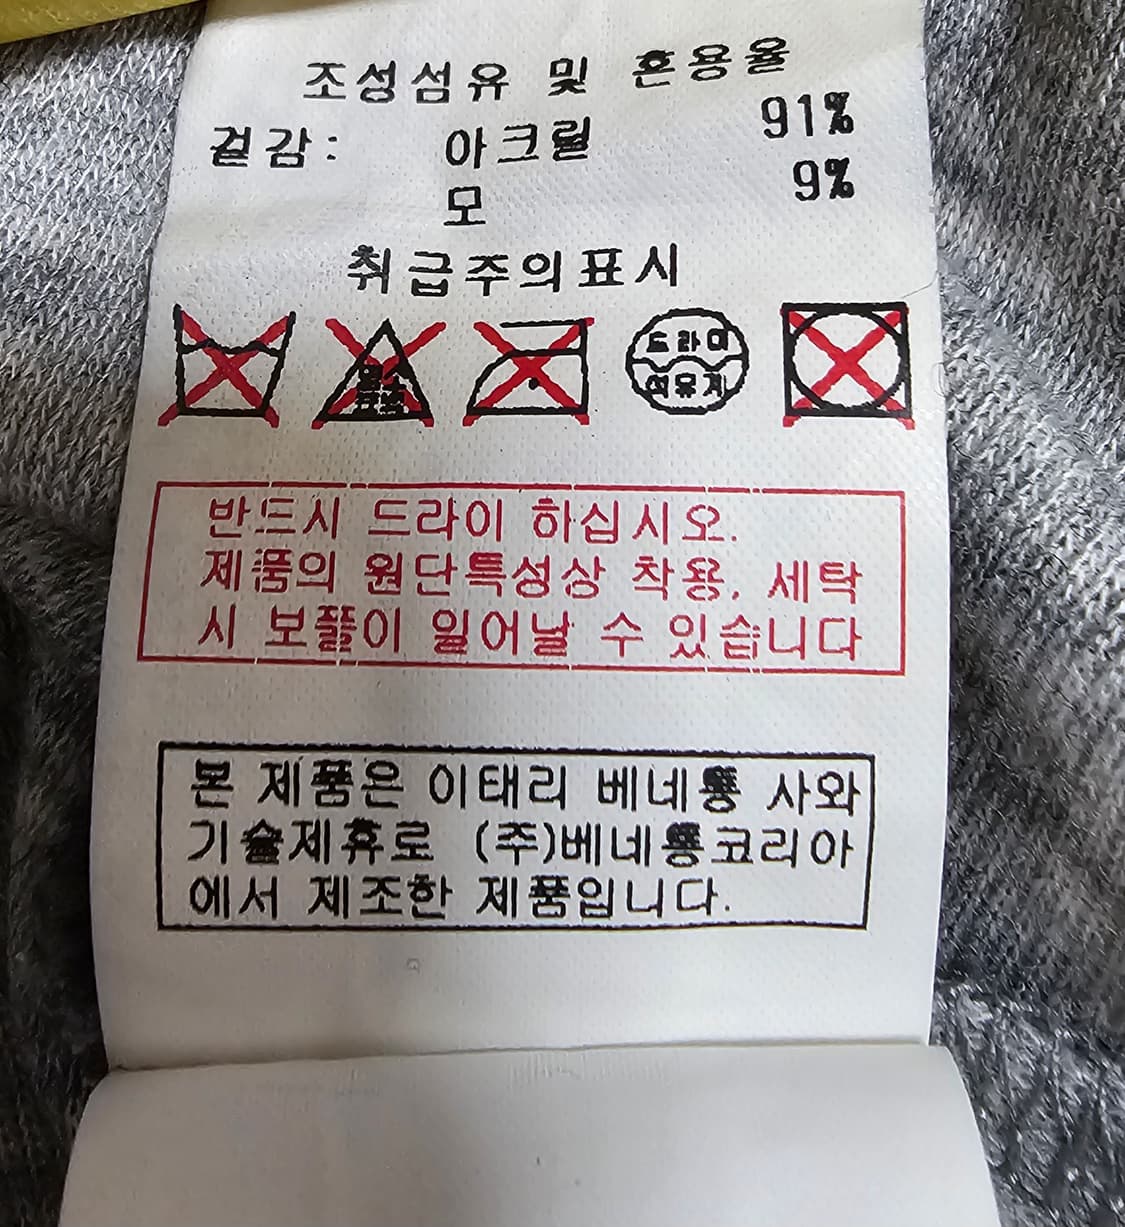 조성섬유 및 혼용율
겉감: 아크릴 91%
모 9%
취급주의표시
드라이
석유계
반드시 드라이 하십시오.
제품의 원단특성상 착용, 세탁
시 보풀이 일어날 수 있습니다
본 제품은 이태리 베네통 사와
기술제휴로 (주)베네통코리아
에서 제조한 제품입니다.